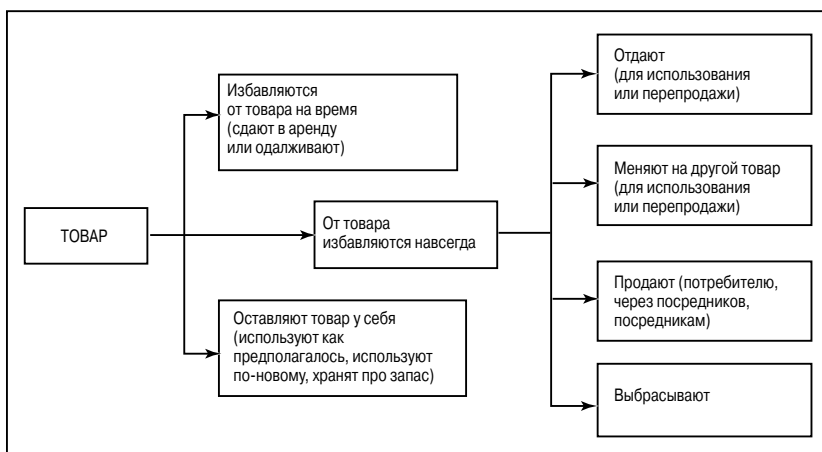 ТОВАР
Избавляются
от товара на время
(сдают в аренду
или одалживают)
От товара
избавляются навсегда
Оставляют товар у себя
(используют как
предполагалось, используют
по-новому, хранят про запас)
Отдают
(для использования
или перепродажи)
Меняют на другой товар
(для использования
или перепродажи)
Продают (потребителю,
через посредников,
посредникам)
Выбрасывают